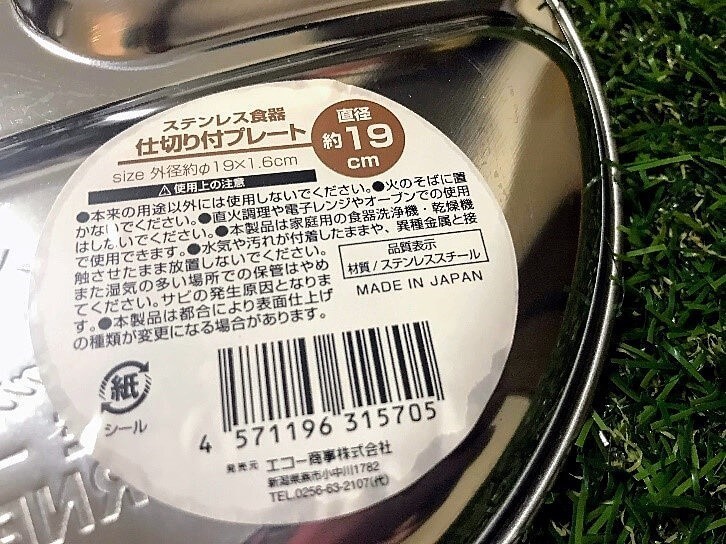 ステンレス食器
仕切り付プレート
直径
約19
cm
size 外径約φ19×1.6cm
⚠使用上の注意
●本来の用途以外には使用しないでください。●火のそばに置
かないでください。●直火調理や電子レンジやオーブンでの使用
はしないでください。●本製品は家庭用の食器洗浄機・乾燥機
で使用できます。●水気や汚れが付着したままや、異種金属と接
触させたまま放置しないでください。
また湿気の多い場所での保管はやめ
てください。サビの発生原因となりま
す。●本製品は都合により表面仕上げ
の種類が変更になる場合があります。
品質表示
材質/ステンレススチール
MADE IN JAPAN
紙
シール
4 571196 315705
発売元 エコー商事株式会社
新潟県燕市小中川1782
TEL.0256-63-2107(代)